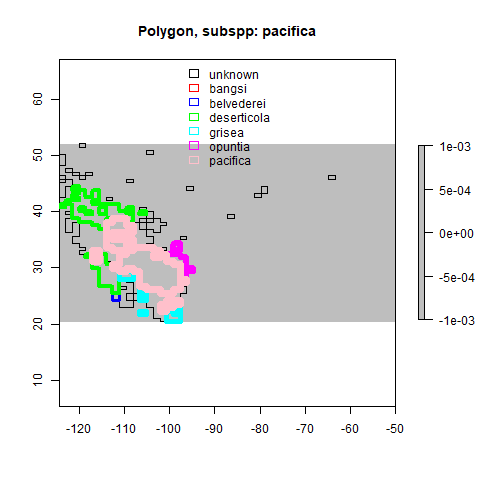 Polygon, subspp: pacifica
unknown
bangsi
belvederei
deserticola
grisea
opuntia
pacifica
60
50
40
30
20
10
-120
-110
-100
-90
-80
-70
-60
-50
1e-03
5e-04
0e+00
-5e-04
-1e-03